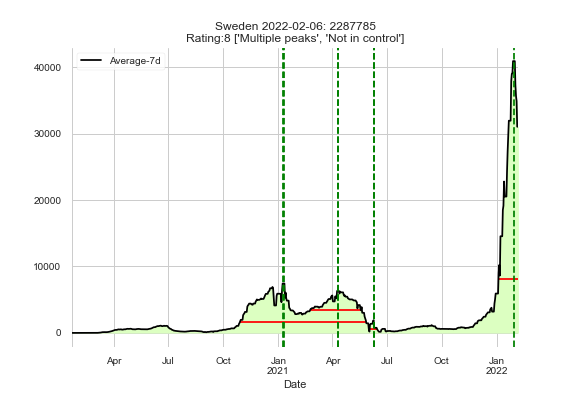 Sweden 2022-02-06: 2287785
Rating:8 ['Multiple peaks', 'Not in control']
Average-7d
40000
30000
20000
10000
0
Apr Jul Oct Jan Apr Jul Oct Jan
2021 2022
Date